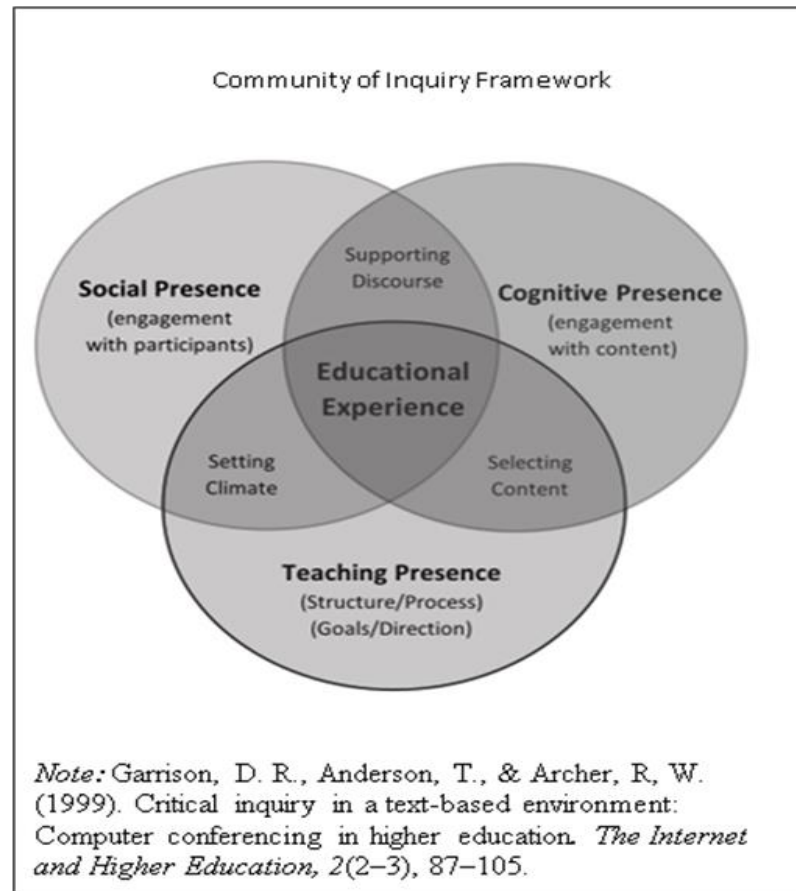 Community of Inquiry Framework
Supporting
Discourse
Social Presence
(engagement
with participants)
Cognitive Presence
(engagement
with content)
Educational
Experience
Setting
Climate
Selecting
Content
Teaching Presence
(Structure/Process)
(Goals/Direction)
Note: Garrison, D. R., Anderson, T., & Archer, R, W.
(1999). Critical inquiry in a text-based environment:
Computer conferencing in higher education. The Internet
and Higher Education, 2(2–3), 87–105.